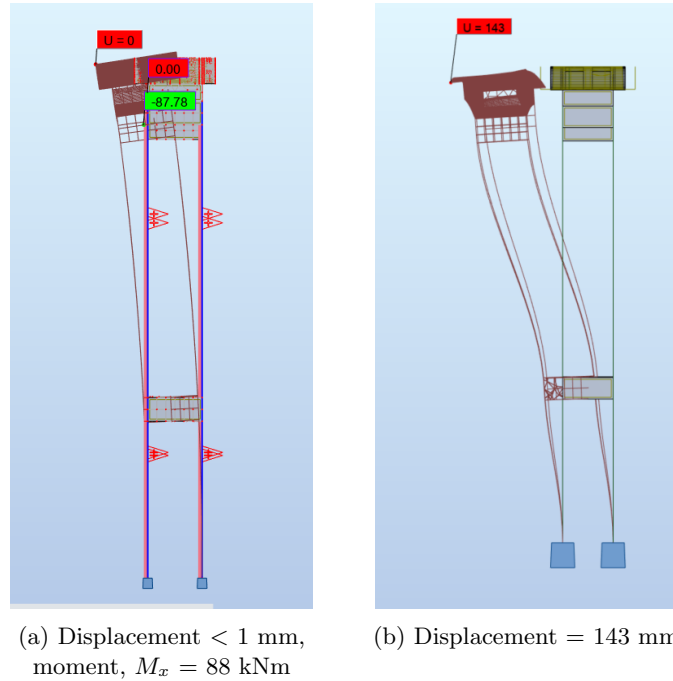 U = 0
0.00
-87.78
U = 143
(a) Displacement < 1 mm,
moment, Mₓ = 88 kNm
(b) Displacement = 143 mm